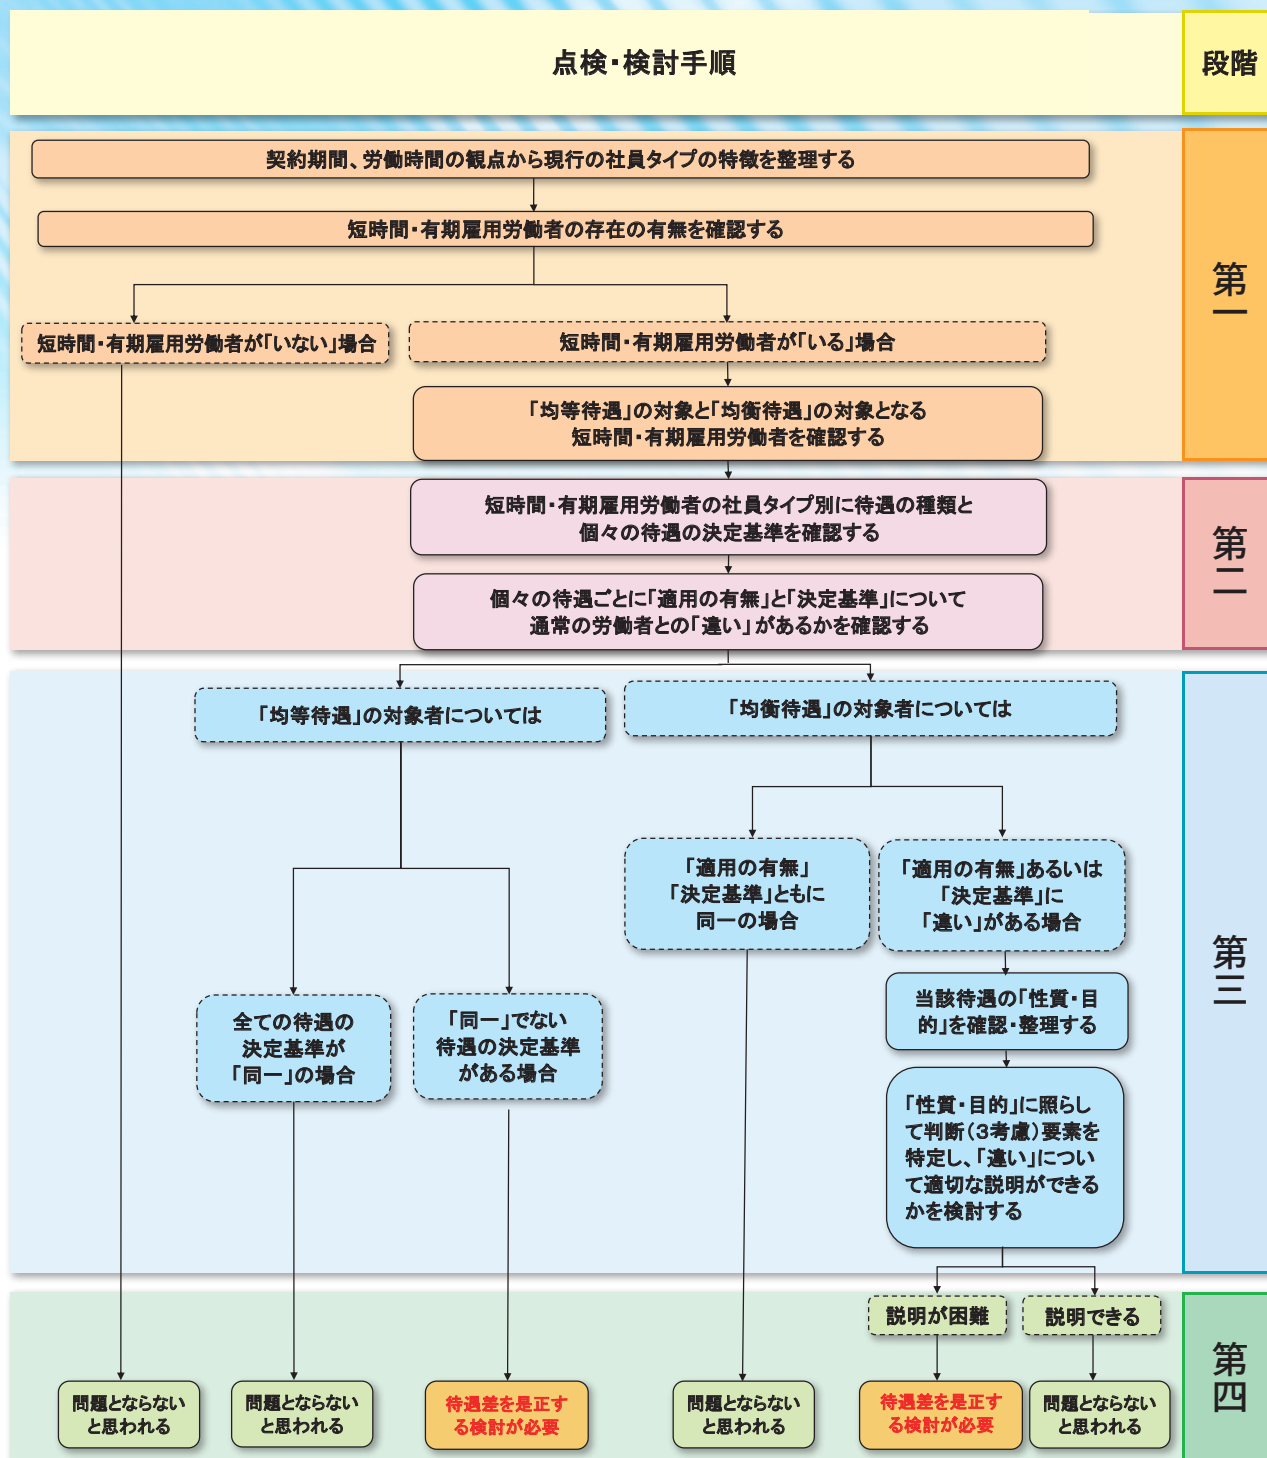 点検・検討手順
段階
契約期間、労働時間の観点から現行の社員タイプの特徴を整理する
短時間・有期雇用労働者の存在の有無を確認する
短時間・有期雇用労働者が「いない」場合
短時間・有期雇用労働者が「いる」場合
「均等待遇」の対象と「均衡待遇」の対象となる
短時間・有期雇用労働者を確認する
第一
短時間・有期雇用労働者の社員タイプ別に待遇の種類と
個々の待遇の決定基準を確認する
個々の待遇ごとに「適用の有無」と「決定基準」について
通常の労働者との「違い」があるかを確認する
第二
「均等待遇」の対象者については
「均衡待遇」の対象者については
「適用の有無」
「決定基準」ともに
同一の場合
「適用の有無」あるいは
「決定基準」に
「違い」がある場合
全ての待遇の
決定基準が
「同一」の場合
「同一」でない
待遇の決定基準
がある場合
当該待遇の「性質・目
的」を確認・整理する
「性質・目的」に照らし
て判断（3考慮）要素を
特定し、「違い」につい
て適切な説明ができる
かを検討する
第三
説明が困難
説明できる
問題とならない
と思われる
問題とならない
と思われる
待遇差を是正す
る検討が必要
問題とならない
と思われる
待遇差を是正す
る検討が必要
問題とならない
と思われる
第四